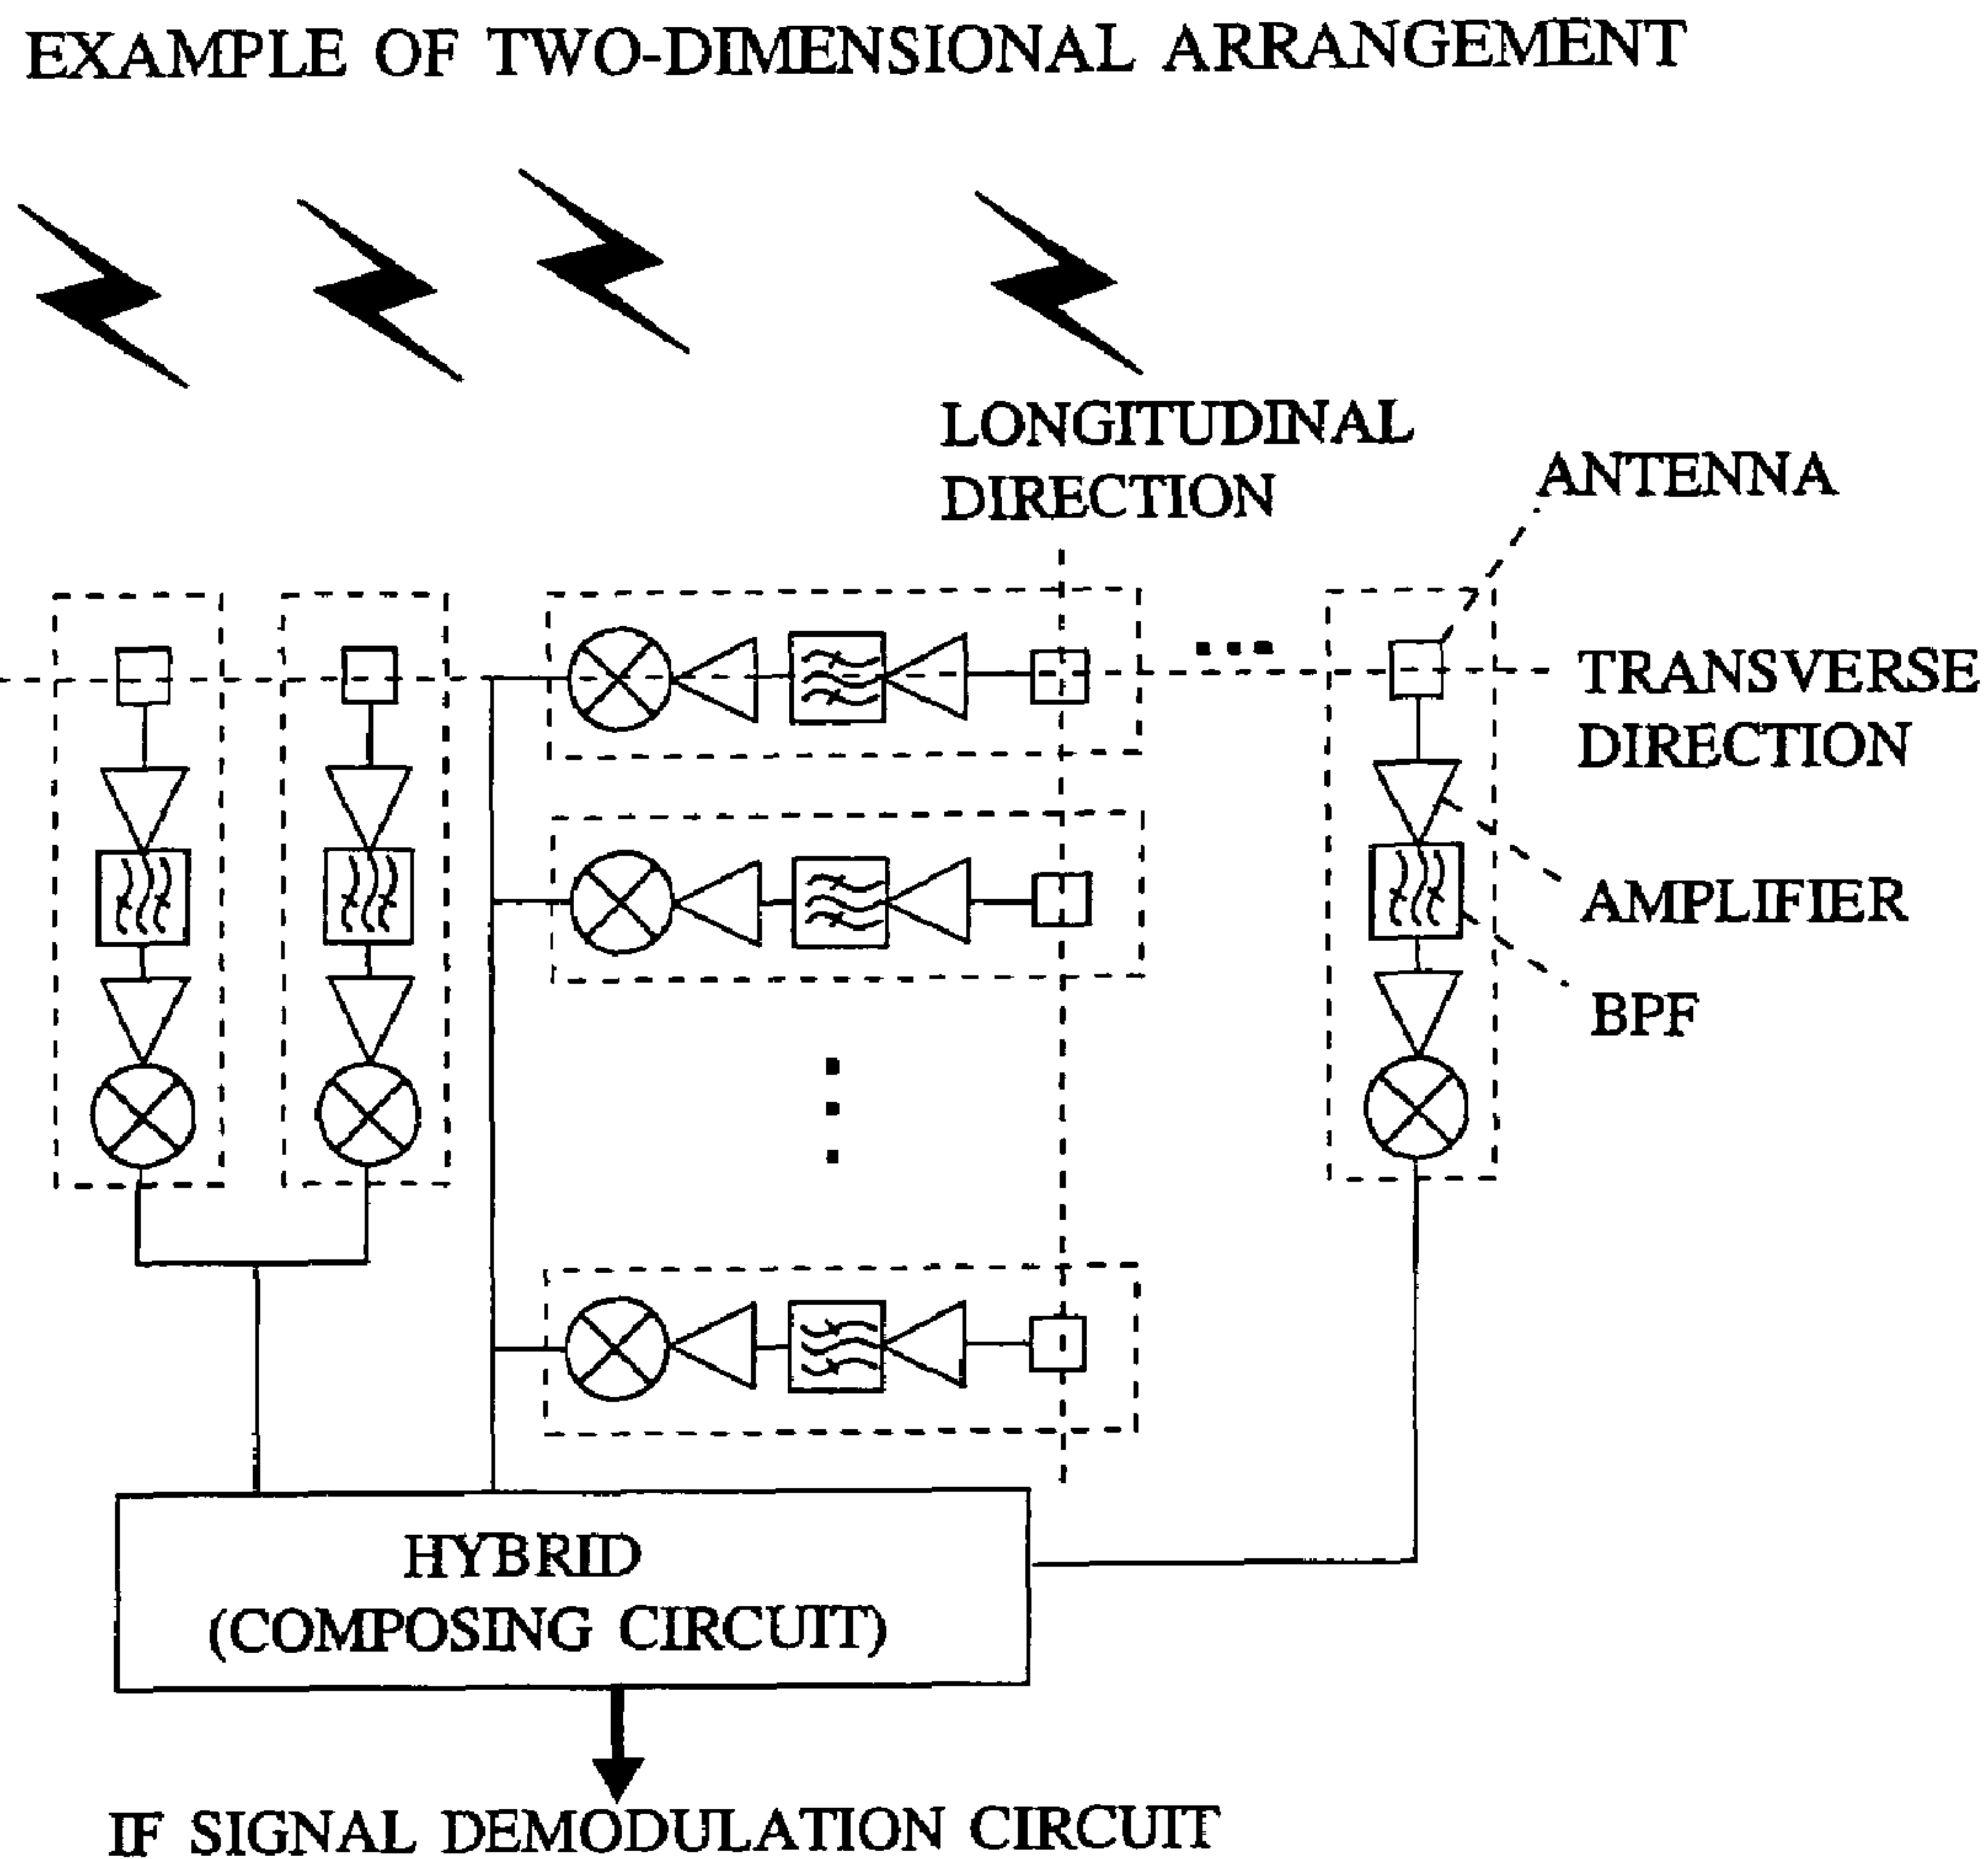 EXAMPLE OF TWO-DIMENSIONAL ARRANGEMENT
LONGITUDINAL
DIRECTION
ANTENNA
TRANSVERSE
DIRECTION
AMPLIFIER
BPF
HYBRID
(COMPOSING CIRCUIT)
IF SIGNAL DEMODULATION CIRCUIT